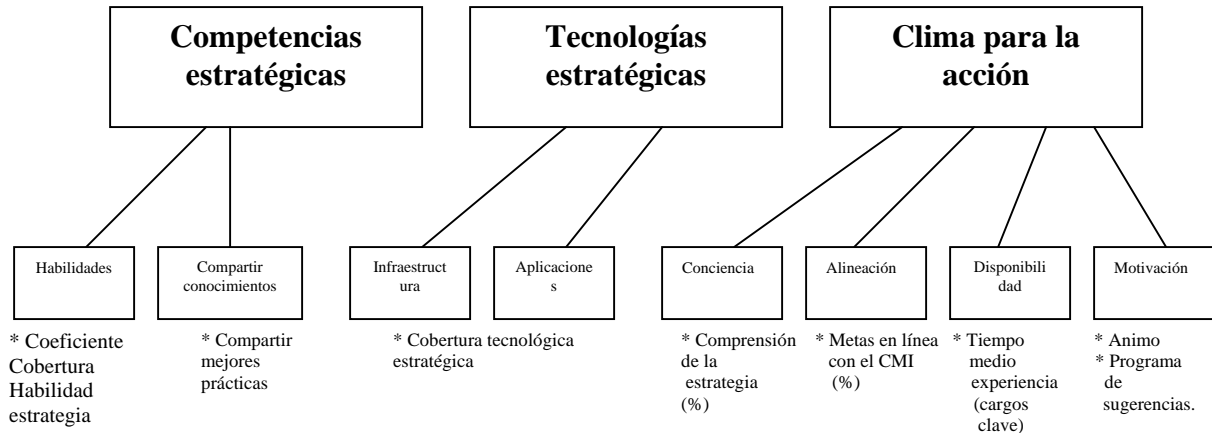 Competencias
estratégicas
Tecnologías
estratégicas
Clima para la
acción
Habilidades
Compartir
conocimientos
Infraestruct
ura
Aplicacione
s
Conciencia
Alineación
Disponibili
dad
Motivación
* Coeficiente
Cobertura
Habilidad
estrategia
* Compartir
mejores
prácticas
* Cobertura tecnológica
estratégica
* Comprensión
de la
estrategia
(%)
* Metas en línea
con el CMI
(%)
* Tiempo
medio
experiencia
(cargos
clave)
* Animo
* Programa
de
sugerencias.